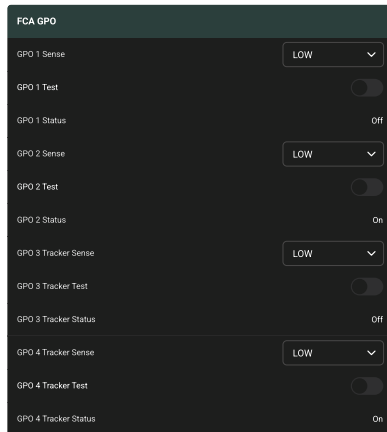 FCA GPO
GPO 1 Sense LOW
GPO 1 Test
GPO 1 Status Off
GPO 2 Sense LOW
GPO 2 Test
GPO 2 Status On
GPO 3 Tracker Sense LOW
GPO 3 Tracker Test
GPO 3 Tracker Status Off
GPO 4 Tracker Sense LOW
GPO 4 Tracker Test
GPO 4 Tracker Status On